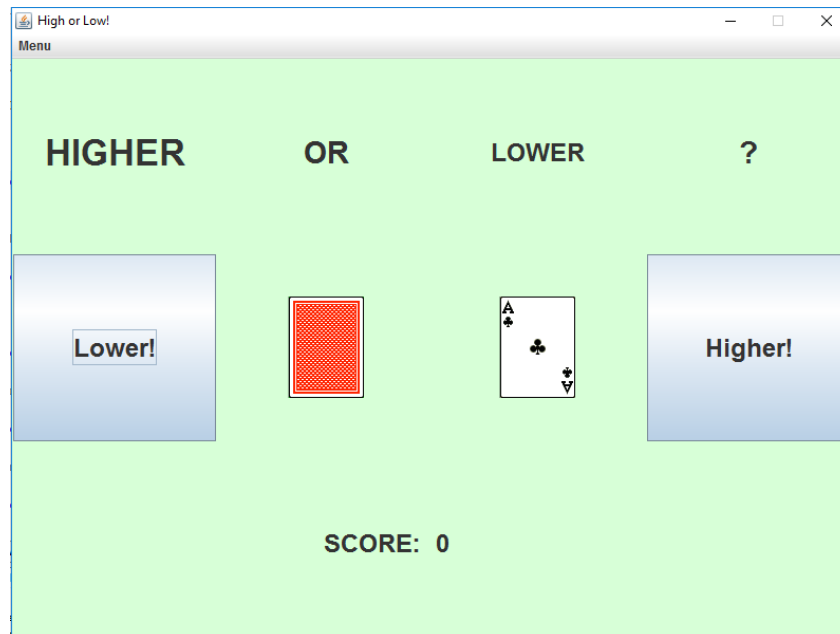 High or Low!
Menu
HIGHER OR LOWER ?
Lower!
A
A
Higher!
SCORE: 0